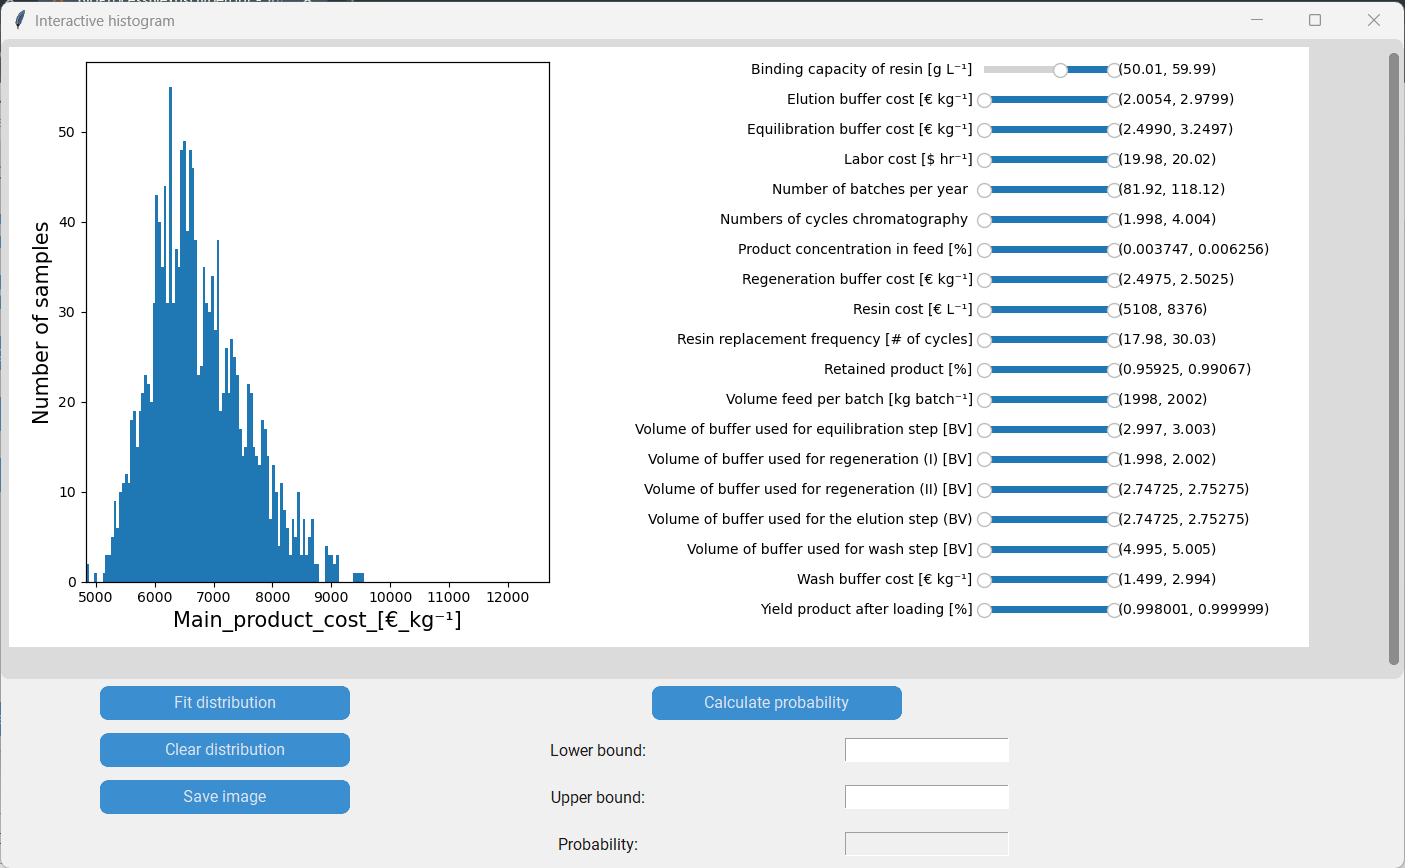 Interactive histogram
Number of samples
50
40
30
20
10
0
5000 6000 7000 8000 9000 10000 11000 12000
Main_product_cost_[€_kg⁻¹]
Binding capacity of resin [g L⁻¹] (50.01, 59.99)
Elution buffer cost [€ kg⁻¹] (2.0054, 2.9799)
Equilibration buffer cost [€ kg⁻¹] (2.4990, 3.2497)
Labor cost [$ hr⁻¹] (19.98, 20.02)
Number of batches per year (81.92, 118.12)
Numbers of cycles chromatography (1.998, 4.004)
Product concentration in feed [%] (0.003747, 0.006256)
Regeneration buffer cost [€ kg⁻¹] (2.4975, 2.5025)
Resin cost [€ L⁻¹] (5108, 8376)
Resin replacement frequency [# of cycles] (17.98, 30.03)
Retained product [%] (0.95925, 0.99067)
Volume feed per batch [kg batch⁻¹] (1998, 2002)
Volume of buffer used for equilibration step [BV] (2.997, 3.003)
Volume of buffer used for regeneration (I) [BV] (1.998, 2.002)
Volume of buffer used for regeneration (II) [BV] (2.74725, 2.75275)
Volume of buffer used for the elution step (BV) (2.74725, 2.75275)
Volume of buffer used for wash step [BV] (4.995, 5.005)
Wash buffer cost [€ kg⁻¹] (1.499, 2.994)
Yield product after loading [%] (0.998001, 0.999999)
Fit distribution
Clear distribution
Save image
Calculate probability
Lower bound:
Upper bound:
Probability: